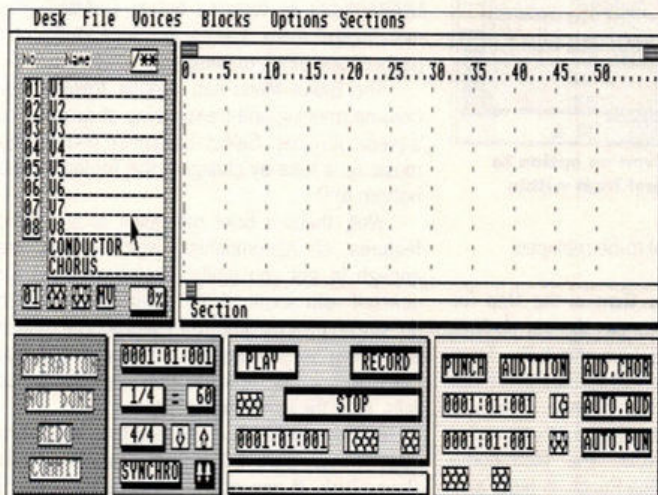 Desk File Voices Blocks Options Sections
No Name /**
0....5...10...15...20...25...30...35...40...45...50.....
01 V1
02 V2
03 V3
04 V4
05 V5
06 V6
07 V7
08 V8
CONDUCTOR
CHORUS
01 MV 0%
Section
OPERATION
NOT DONE
REDO
COMMIT
0001:01:001
1/4 = 60
4/4
SYNCHRO
PLAY RECORD
STOP
0001:01:001
PUNCH AUDITION AUD.CHOR
0001:01:001 AUTO.AUD
0001:01:001 AUTO.PUN